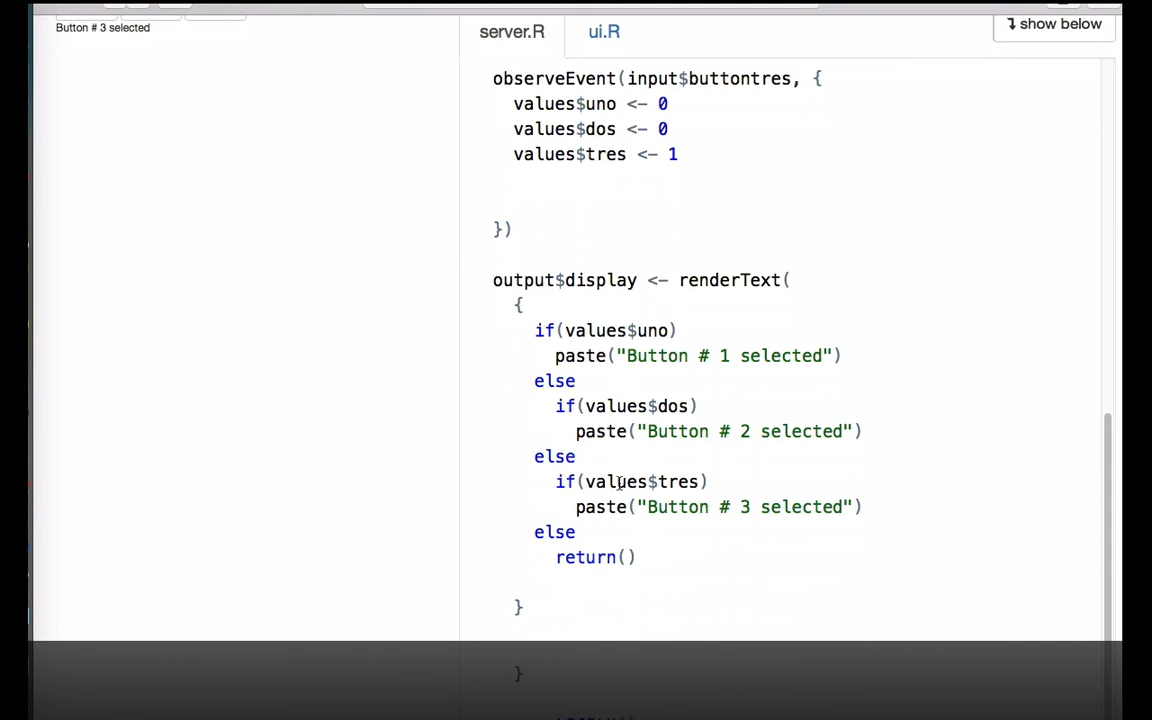 Button # 3 selected
server.R
ui.R
show below
observeEvent(input$buttontres, {
values$uno <- 0
values$dos <- 0
values$tres <- 1
})
output$display <- renderText(
{
if(values$uno)
paste("Button # 1 selected")
else
if(values$dos)
paste("Button # 2 selected")
else
if(values$tres)
paste("Button # 3 selected")
else
return()
}
}